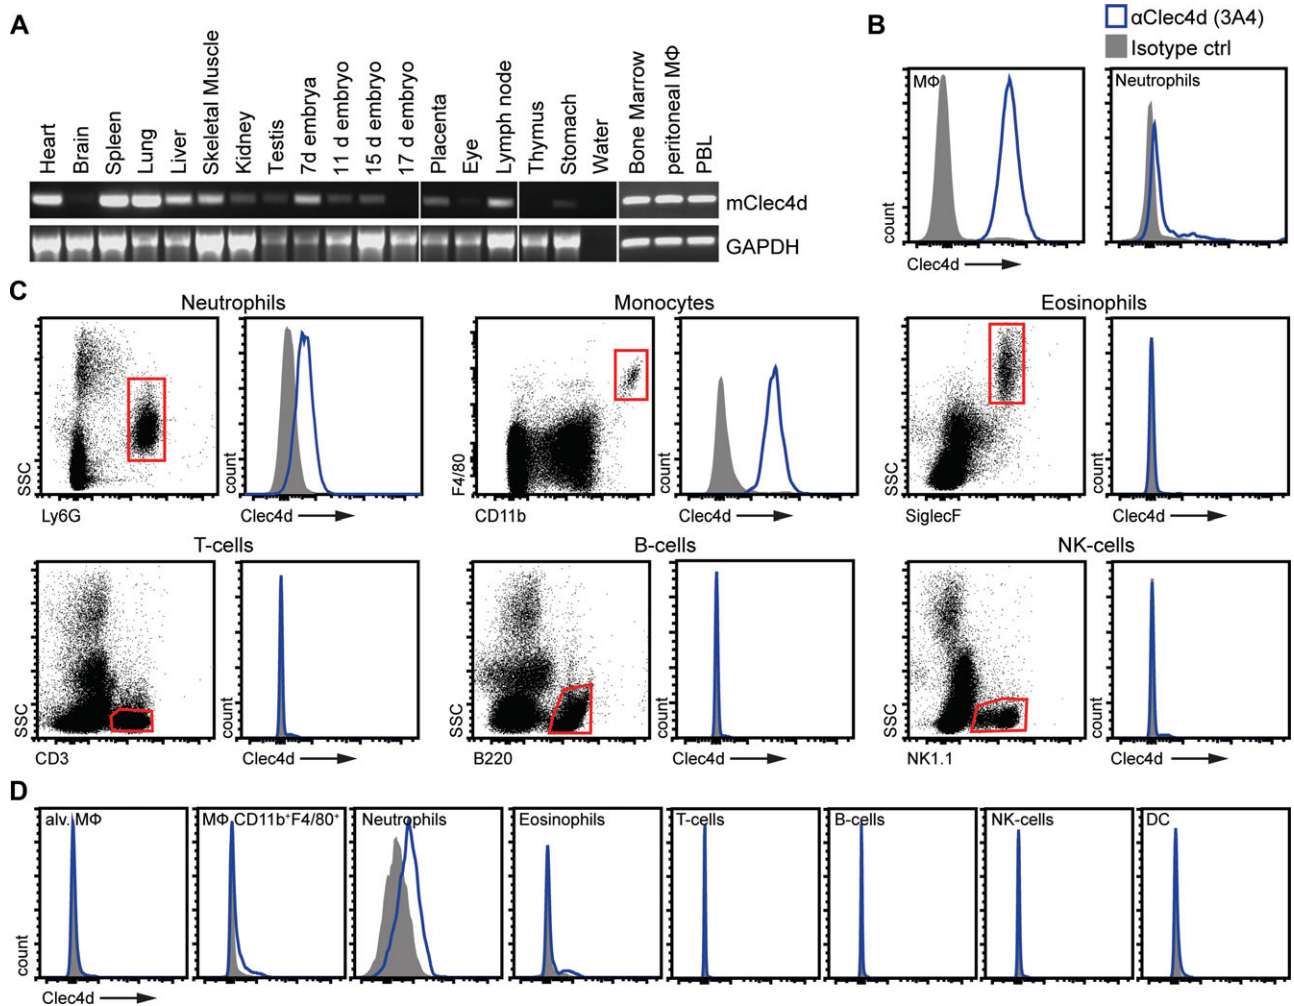 A
Heart
Brain
Spleen
Lung
Liver
Skeletal Muscle
Kidney
Testis
7d embrya
11 d embryo
15 d embryo
17 d embryo
Placenta
Eye
Lymph node
Thymus
Stomach
Water
Bone Marrow
peritoneal MΦ
PBL
mClec4d
GAPDH
B
αClec4d (3A4)
Isotype ctrl
MΦ
Neutrophils
count
Clec4d
C
Neutrophils
Monocytes
Eosinophils
SSC
Ly6G
count
Clec4d
F4/80
CD11b
count
Clec4d
SSC
SiglecF
count
Clec4d
T-cells
B-cells
NK-cells
SSC
CD3
count
Clec4d
SSC
B220
count
Clec4d
SSC
NK1.1
count
Clec4d
D
alv. MΦ
MΦ CD11b⁺F4/80⁺
Neutrophils
Eosinophils
T-cells
B-cells
NK-cells
DC
count
Clec4d